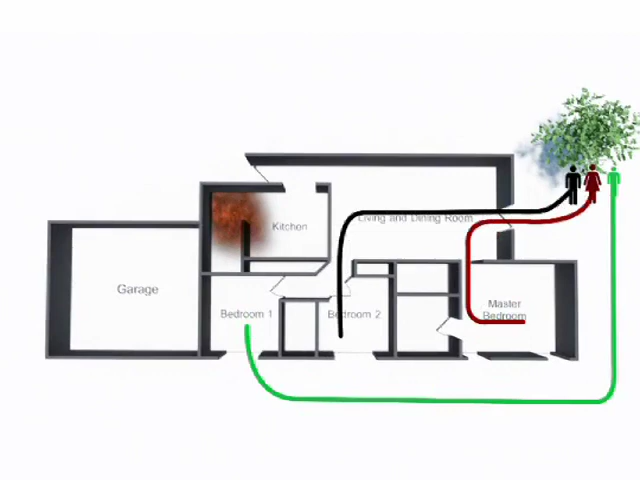 Living and Dining Room
Kitchen
Garage
Bedroom 1
Bedroom 2
Master
Bedroom